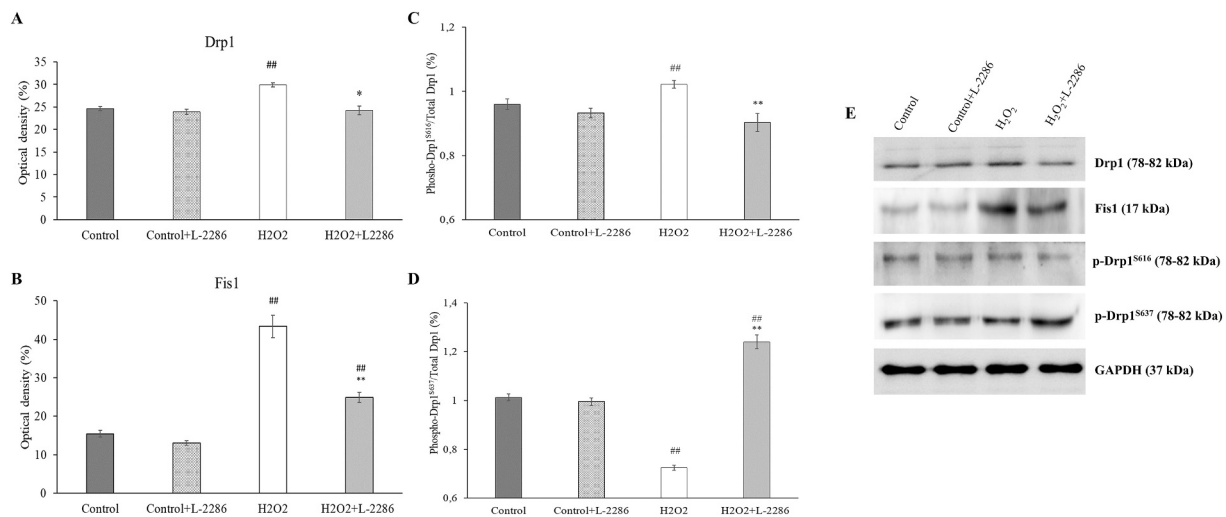 A
Drp1
Optical density (%)
35
30
25
20
15
10
5
0
##
*
Control
Control+L-2286
H2O2
H2O2+L2286
B
Fis1
Optical density (%)
50
40
30
20
10
0
##
##
**
Control
Control+L-2286
H2O2
H2O2+L-2286
C
Phosho-Drp1S616/Total Drp1 (%)
1,2
1
0,8
0,6
##
**
Control
Control+L-2286
H2O2
H2O2+L-2286
D
Phospho-Drp1S637/Total Drp1 (%)
1,4
1,2
1
0,8
0,6
##
##
**
Control
Control+L-2286
H2O2
H2O2+L-2286
E
Control
Control+L-2286
H₂O₂
H₂O₂+L-2286
Drp1 (78-82 kDa)
Fis1 (17 kDa)
p-Drp1S616 (78-82 kDa)
p-Drp1S637 (78-82 kDa)
GAPDH (37 kDa)